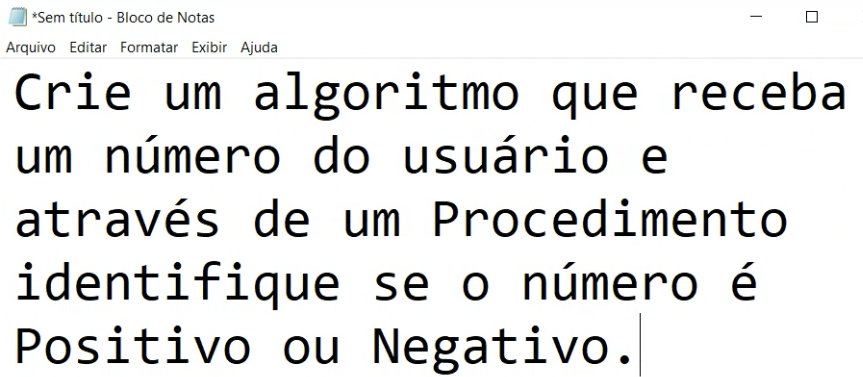 *Sem título - Bloco de Notas
Arquivo Editar Formatar Exibir Ajuda
Crie um algoritmo que receba
um número do usuário e
através de um Procedimento
identifique se o número é
Positivo ou Negativo.